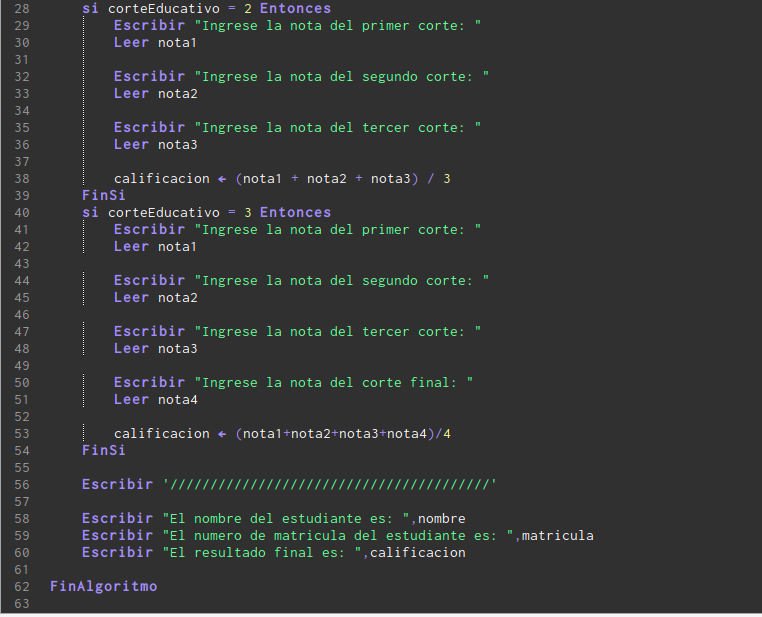 28 si corteEducativo = 2 Entonces
29 Escribir "Ingrese la nota del primer corte: "
30 Leer nota1
31
32 Escribir "Ingrese la nota del segundo corte: "
33 Leer nota2
34
35 Escribir "Ingrese la nota del tercer corte: "
36 Leer nota3
37
38 calificacion ← (nota1 + nota2 + nota3) / 3
39 FinSi
40 si corteEducativo = 3 Entonces
41 Escribir "Ingrese la nota del primer corte: "
42 Leer nota1
43
44 Escribir "Ingrese la nota del segundo corte: "
45 Leer nota2
46
47 Escribir "Ingrese la nota del tercer corte: "
48 Leer nota3
49
50 Escribir "Ingrese la nota del corte final: "
51 Leer nota4
52
53 calificacion ← (nota1+nota2+nota3+nota4)/4
54 FinSi
55
56 Escribir '////////////////////////////////////////'
57
58 Escribir "El nombre del estudiante es: ",nombre
59 Escribir "El numero de matricula del estudiante es: ",matricula
60 Escribir "El resultado final es: ",calificacion
61
62 FinAlgoritmo
63